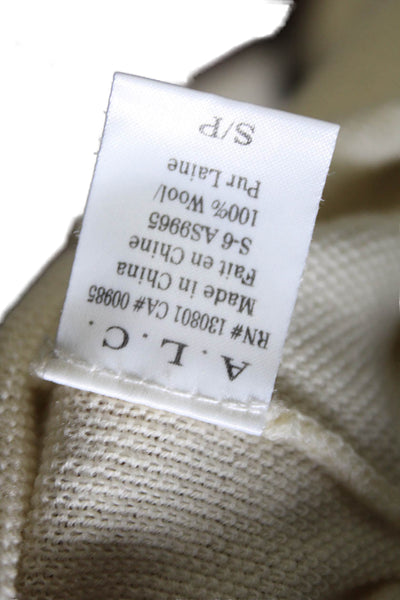 A. L. C.
RN# 130801 CA# 00985
Made in China
Fait en Chine
S-6 AS9965
100% Wool/
Pur Laine
S/P